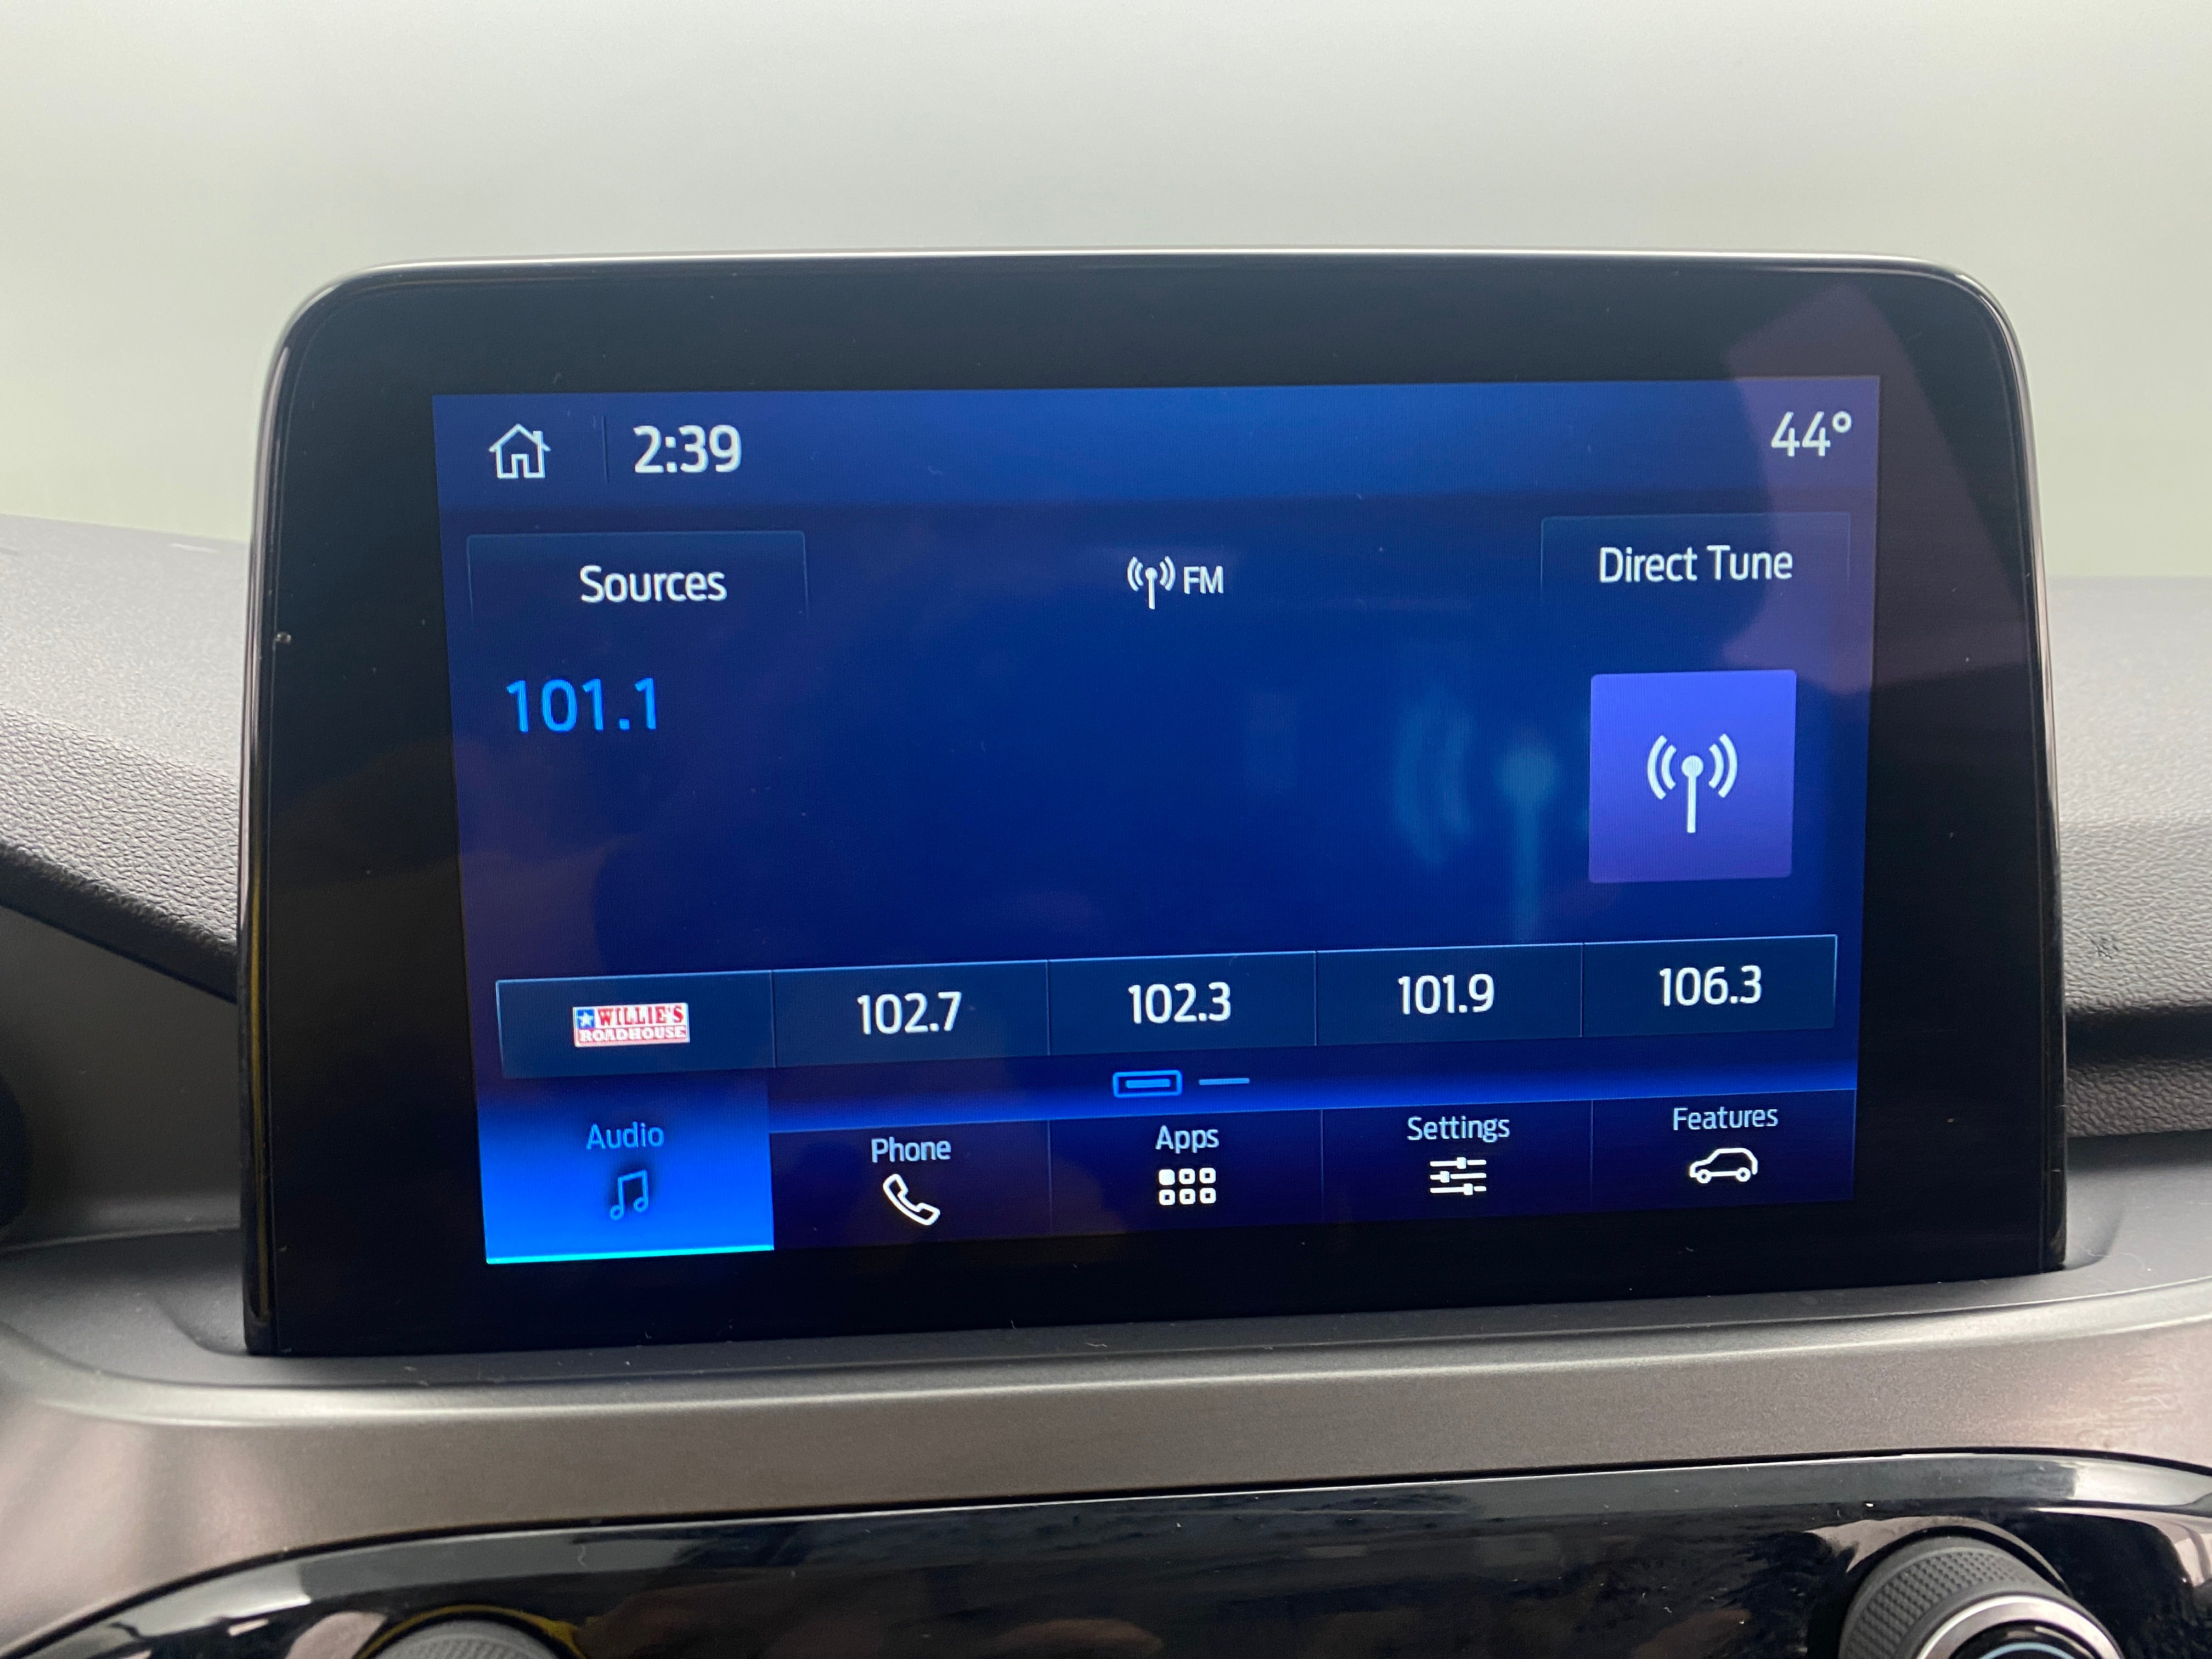 2:39
44°
Sources
FM
Direct Tune
101.1
WILLIE'S
ROADHOUSE
102.7
102.3
101.9
106.3
Audio
Phone
Apps
Settings
Features